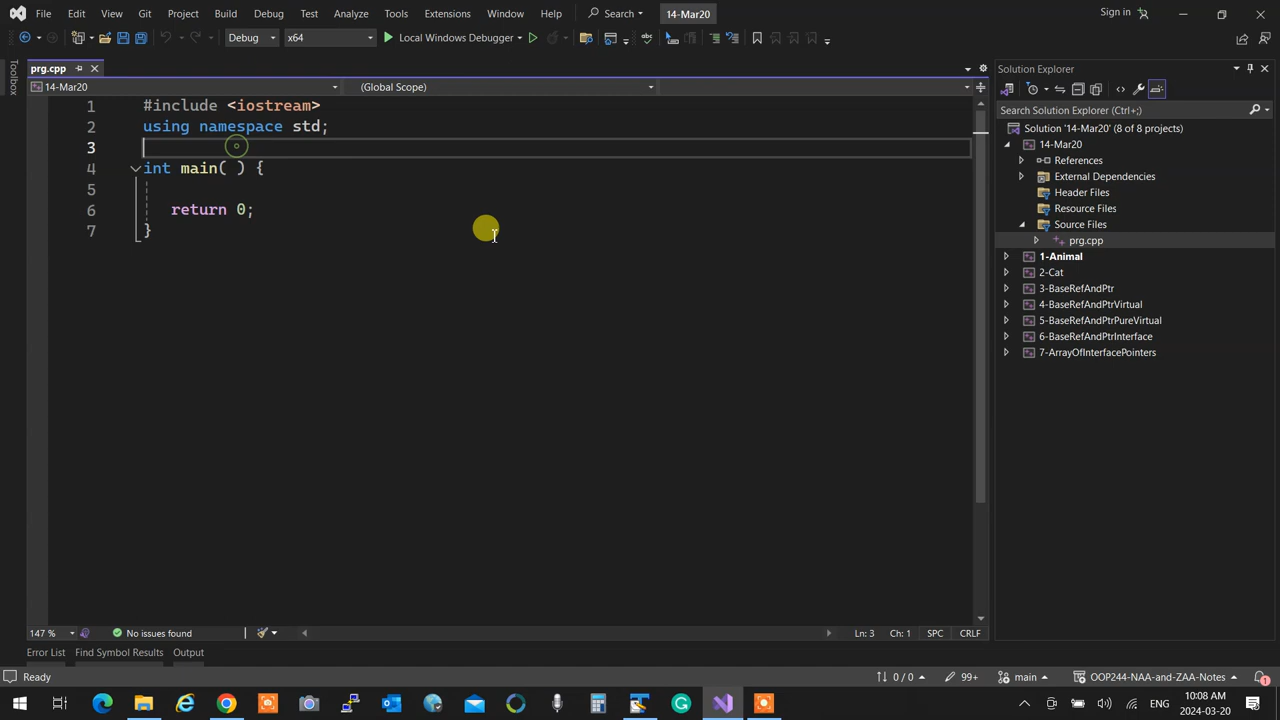 File Edit View Git Project Build Debug Test Analyze Tools Extensions Window Help Search 14-Mar20 Sign in
Debug x64 Local Windows Debugger
Toolbox
prg.cpp
14-Mar20 (Global Scope)
1 #include <iostream>
2 using namespace std;
3
4 int main( ) {
5
6 return 0;
7 }
147 % No issues found Ln: 3 Ch: 1 SPC CRLF
Error List Find Symbol Results Output
Solution Explorer
Search Solution Explorer (Ctrl+;)
Solution '14-Mar20' (8 of 8 projects)
14-Mar20
References
External Dependencies
Header Files
Resource Files
Source Files
prg.cpp
1-Animal
2-Cat
3-BaseRefAndPtr
4-BaseRefAndPtrVirtual
5-BaseRefAndPtrPureVirtual
6-BaseRefAndPtrInterface
7-ArrayOfInterfacePointers
Ready 0 / 0 99+ main OOP244-NAA-and-ZAA-Notes 1
ENG 10:08 AM
2024-03-20